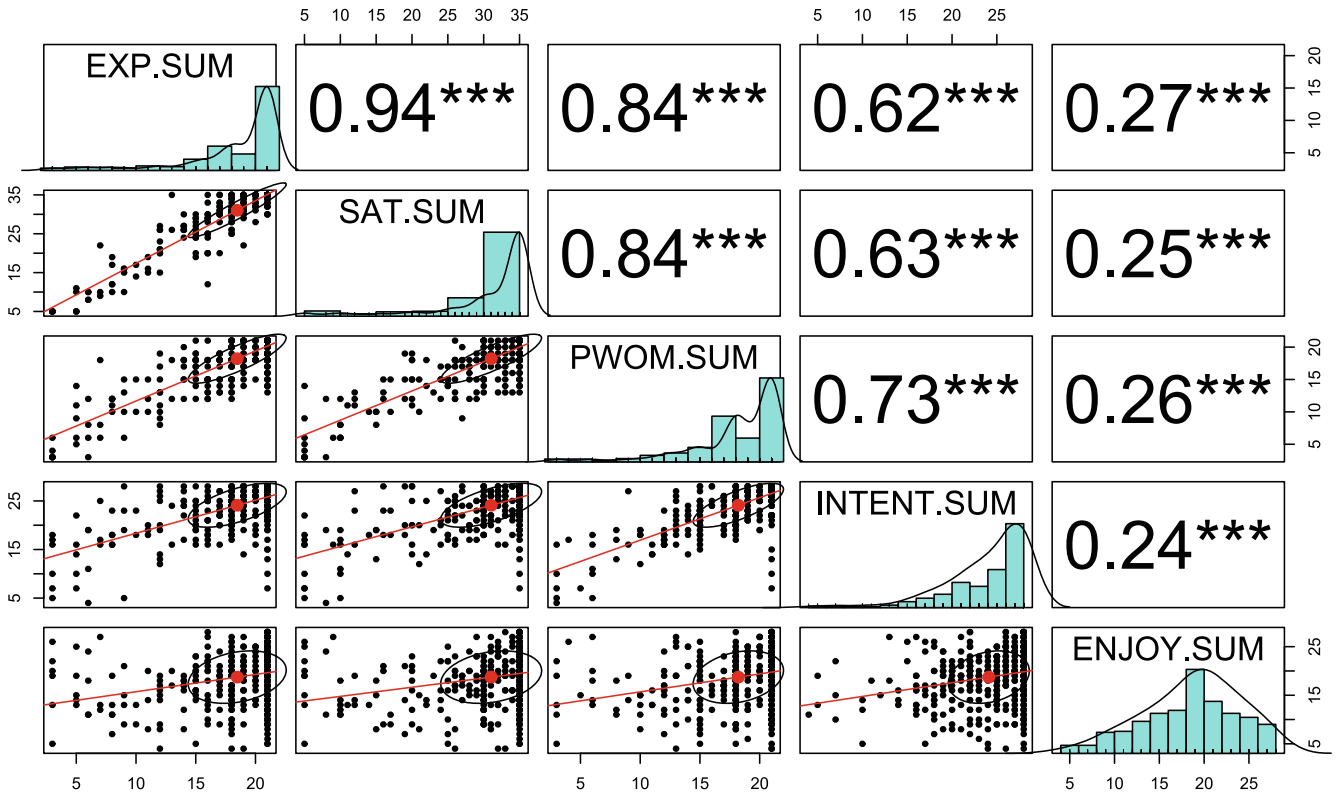 5 10 15 20 25 30 35 5 10 15 20 25
EXP.SUM 0.94*** 0.84*** 0.62*** 0.27*** 5 10 15 20
5 15 25 35 SAT.SUM 0.84*** 0.63*** 0.25***
PWOM.SUM 0.73*** 0.26*** 5 10 15 20
5 15 25 INTENT.SUM 0.24***
ENJOY.SUM 5 15 25
5 10 15 20 5 10 15 20 5 10 15 20 25